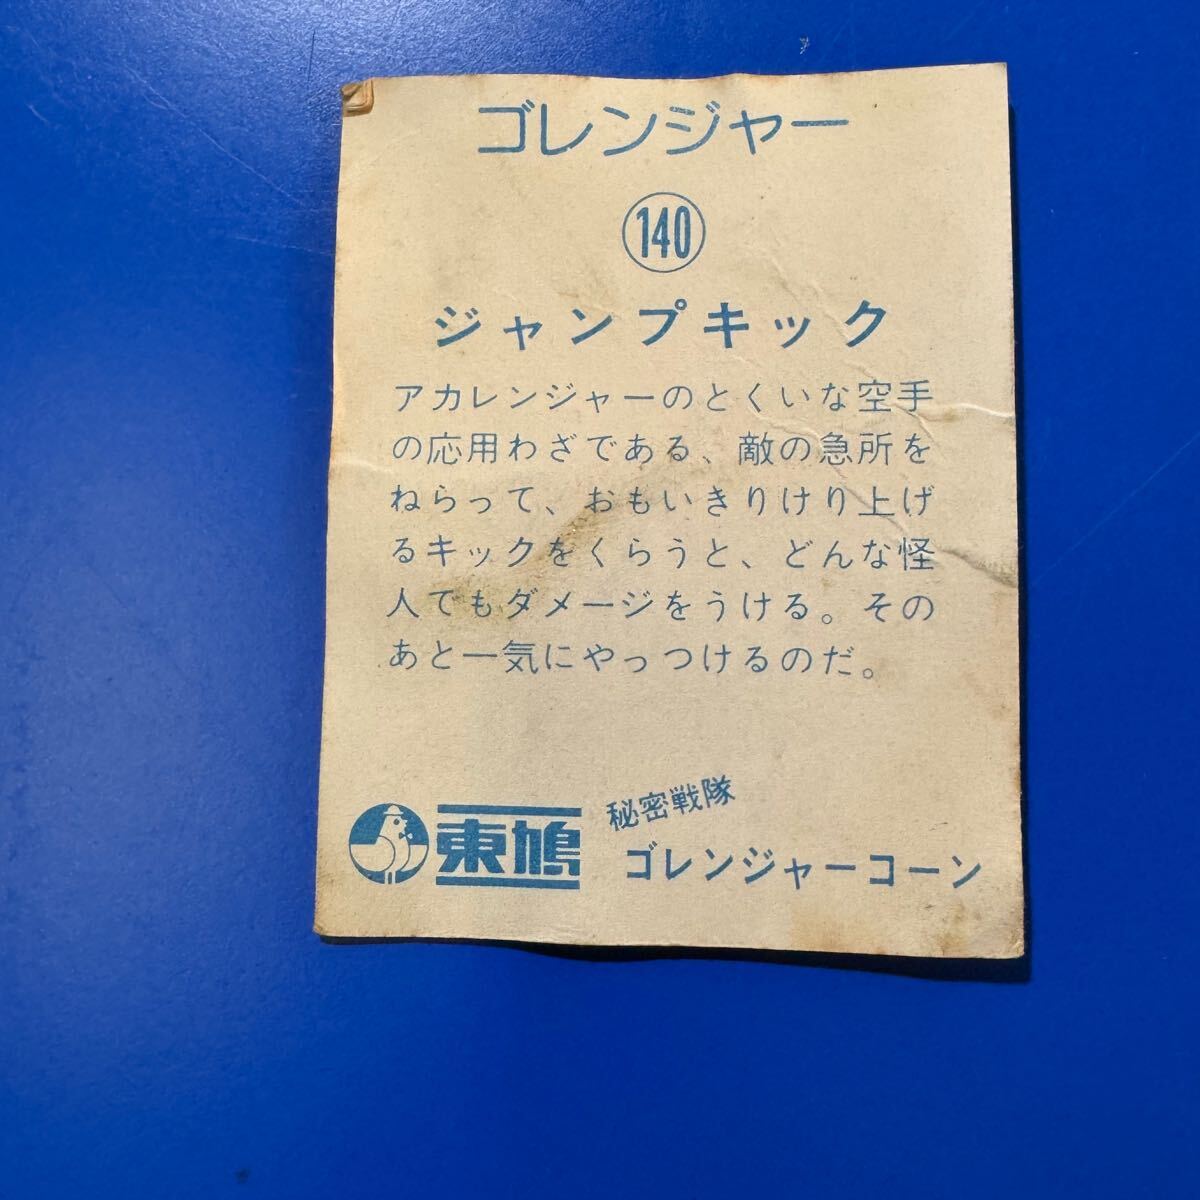 ゴレンジャー
140
ジャンプキック
アカレンジャーのとくいな空手
の応用わざである、敵の急所を
ねらって、おもいきりけり上げ
るキックをくらうと、どんな怪
人でもダメージをうける。その
あと一気にやっつけるのだ。
東鳩
秘密戦隊
ゴレンジャーコーン